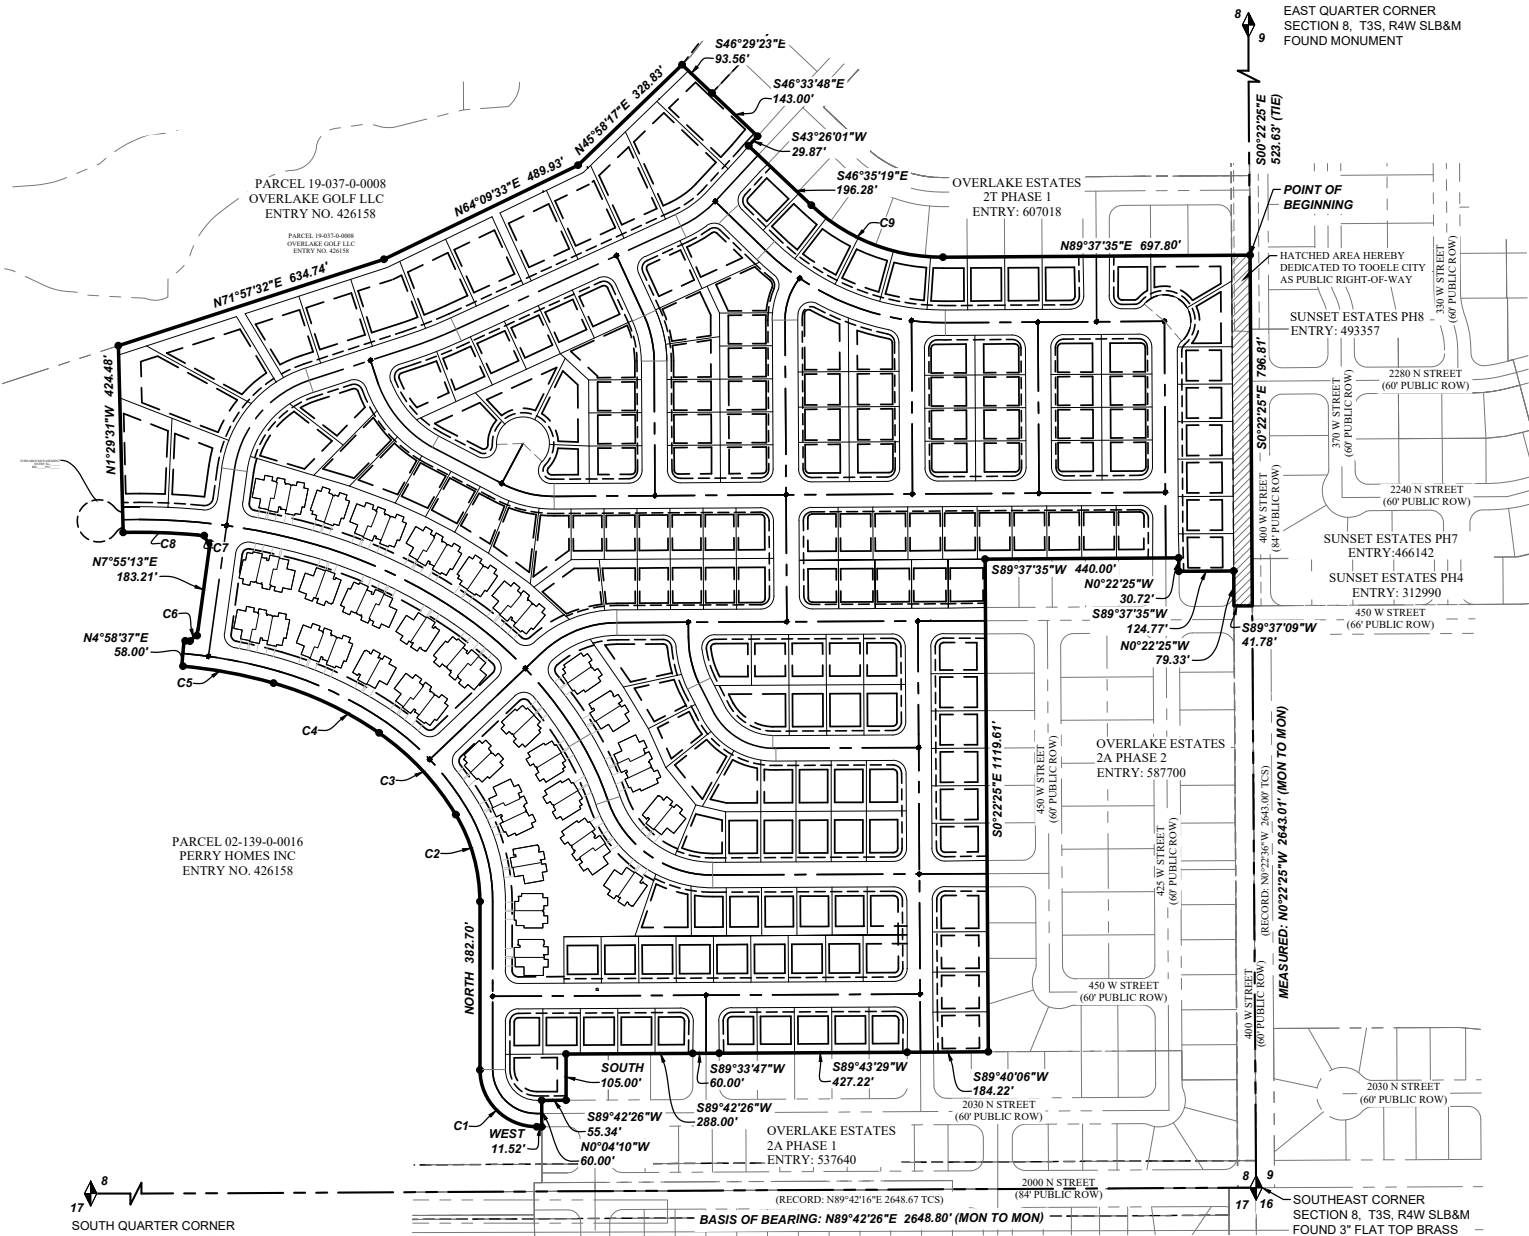 8
9
EAST QUARTER CORNER
SECTION 8, T3S, R4W SLB&M
FOUND MONUMENT
S46°29'23"E
93.56'
S46°33'48"E
143.00'
S43°26'01"W
29.87'
S46°35'19"E
196.28'
C9
N45°58'17"E 328.83'
N64°09'33"E 489.93'
N71°57'32"E 634.74'
N1°29'31"W 424.48'
PARCEL 19-037-0-0008
OVERLAKE GOLF LLC
ENTRY NO. 426158
PARCEL 19-037-0-0008
OVERLAKE GOLF LLC
ENTRY NO. 426158
OVERLAKE ESTATES
2T PHASE 1
ENTRY: 607018
N89°37'35"E 697.80'
S00°22'25"E
523.63' (TIE)
POINT OF
BEGINNING
HATCHED AREA HEREBY
DEDICATED TO TOOELE CITY
AS PUBLIC RIGHT-OF-WAY
SUNSET ESTATES PH8
ENTRY: 493357
330 W STREET
(60' PUBLIC ROW)
2280 N STREET
(60' PUBLIC ROW)
S0°22'25"E 796.81'
370 W STREET
(60' PUBLIC ROW)
2240 N STREET
(60' PUBLIC ROW)
400 W STREET
(84' PUBLIC ROW)
SUNSET ESTATES PH7
ENTRY:466142
SUNSET ESTATES PH4
ENTRY: 312990
450 W STREET
(66' PUBLIC ROW)
S89°37'09"W
41.78'
C8
C7
N7°55'13"E
183.21'
C6
N4°58'37"E
58.00'
C5
C4
C3
C2
S89°37'35"W 440.00'
N0°22'25"W
30.72'
S89°37'35"W
124.77'
N0°22'25"W
79.33'
S0°22'25"E 1119.61'
450 W STREET
(60' PUBLIC ROW)
OVERLAKE ESTATES
2A PHASE 2
ENTRY: 587700
425 W STREET
(60' PUBLIC ROW)
(RECORD: N0°22'36"W 2643.00' TCS)
MEASURED: N0°22'25"W 2643.01' (MON TO MON)
PARCEL 02-139-0-0016
PERRY HOMES INC
ENTRY NO. 426158
NORTH 382.70'
450 W STREET
(60' PUBLIC ROW)
400 W STREET
(60' PUBLIC ROW)
SOUTH
105.00'
S89°33'47"W
60.00'
S89°43'29"W
427.22'
S89°40'06"W
184.22'
2030 N STREET
(60' PUBLIC ROW)
2030 N STREET
(60' PUBLIC ROW)
C1
WEST
11.52'
S89°42'26"W
55.34'
N0°04'10"W
60.00'
S89°42'26"W
288.00'
OVERLAKE ESTATES
2A PHASE 1
ENTRY: 537640
2000 N STREET
(84' PUBLIC ROW)
(RECORD: N89°42'16"E 2648.67 TCS)
BASIS OF BEARING: N89°42'26"E 2648.80' (MON TO MON)
8
17
SOUTH QUARTER CORNER
8
9
17
16
SOUTHEAST CORNER
SECTION 8, T3S, R4W SLB&M
FOUND 3" FLAT TOP BRASS